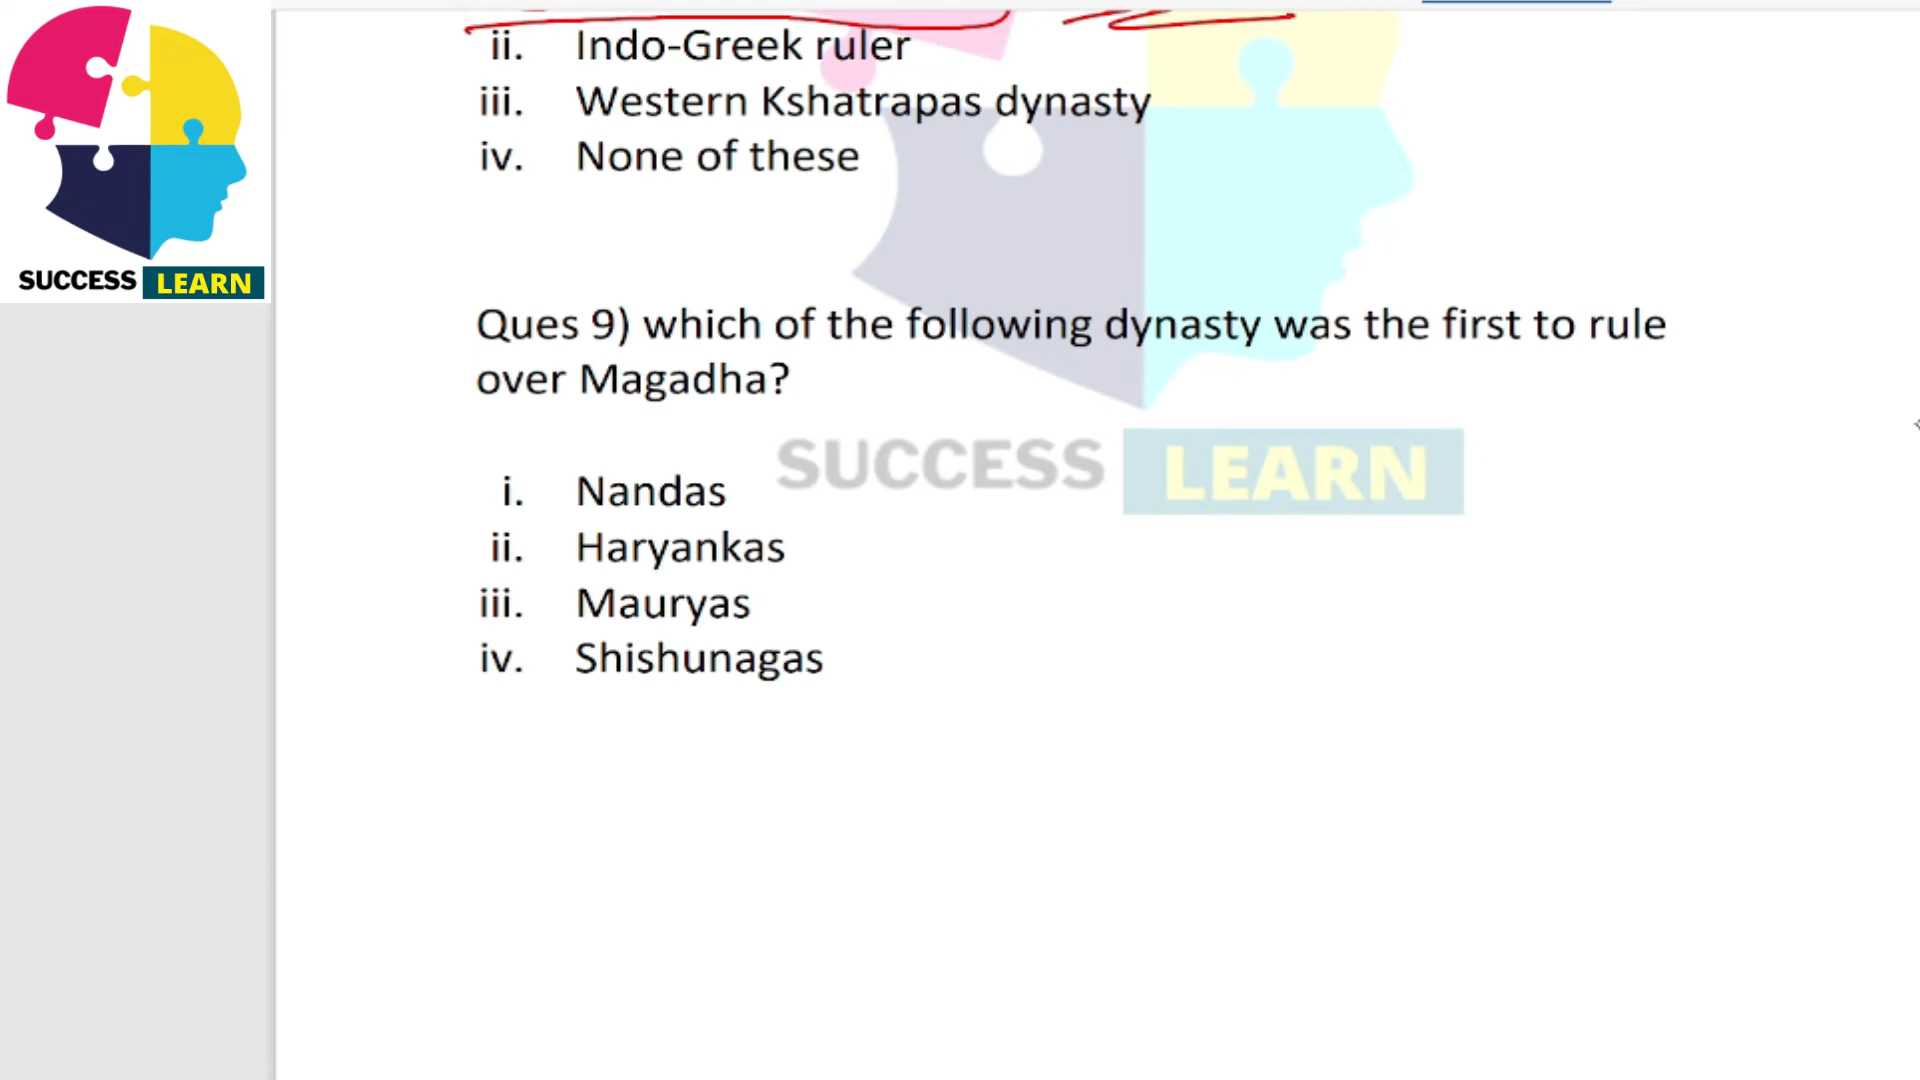 SUCCESS LEARN
ii. Indo-Greek ruler
iii. Western Kshatrapas dynasty
iv. None of these
Ques 9) which of the following dynasty was the first to rule
over Magadha?
SUCCESS LEARN
i. Nandas
ii. Haryankas
iii. Mauryas
iv. Shishunagas